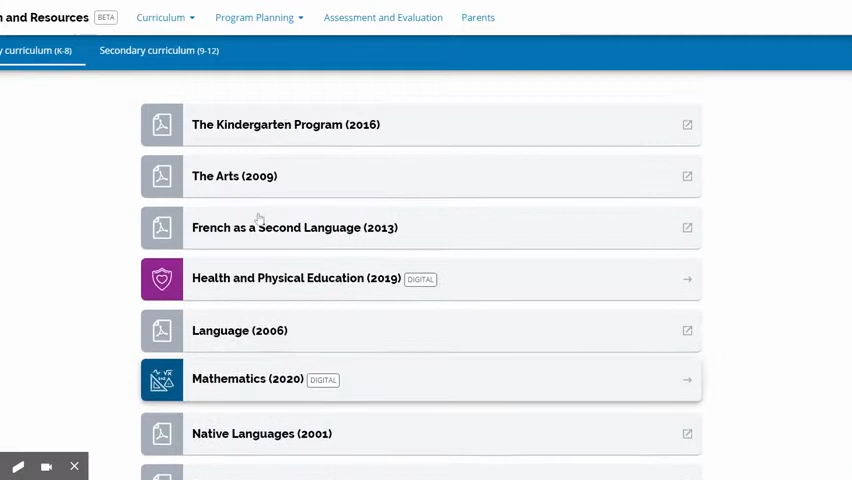 n and Resources BETA Curriculum Program Planning Assessment and Evaluation Parents
y curriculum (K-8) Secondary curriculum (9-12)
The Kindergarten Program (2016)
The Arts (2009)
French as a Second Language (2013)
Health and Physical Education (2019) DIGITAL
Language (2006)
Mathematics (2020) DIGITAL
Native Languages (2001)